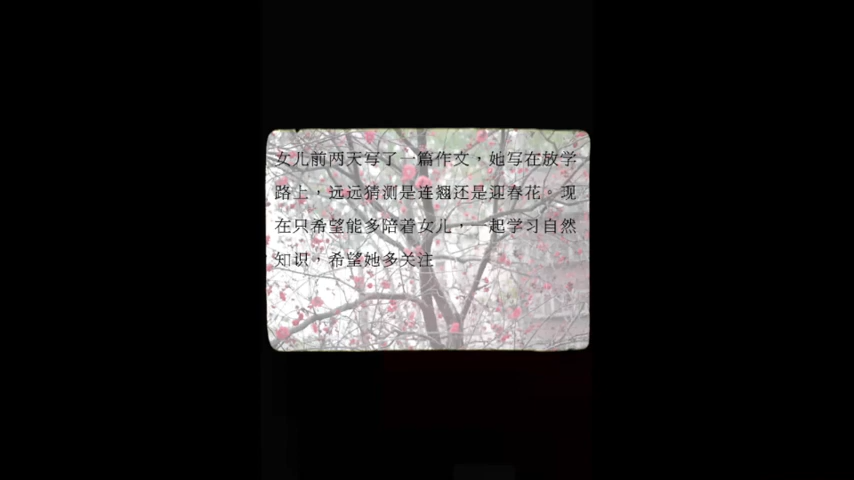 女儿前两天写了一篇作文，她写在放学
路上，远远猜测是连翘还是迎春花。现
在只希望能多陪着女儿，一起学习自然
知识，希望她多关注